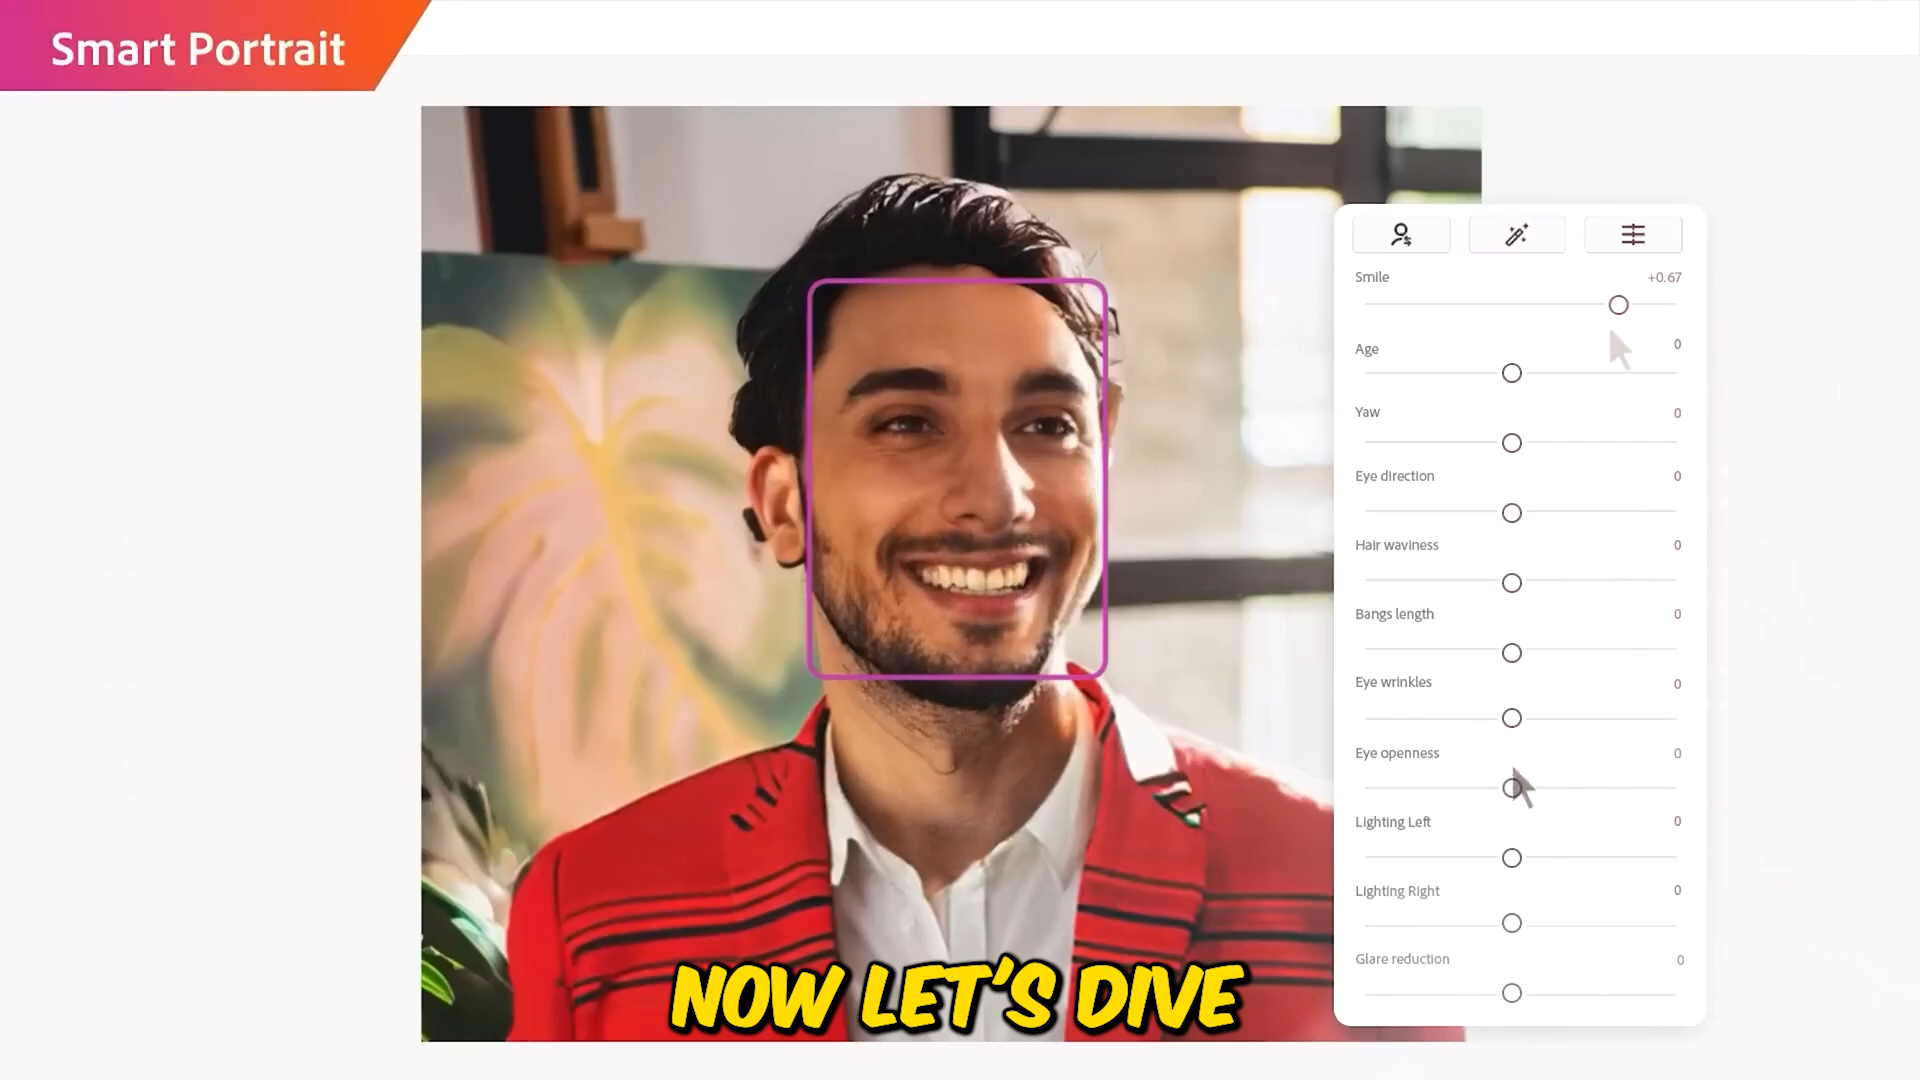 Smart Portrait
Smile +0.67
Age 0
Yaw 0
Eye direction 0
Hair waviness 0
Bangs length 0
Eye wrinkles 0
Eye openness 0
Lighting Left 0
Lighting Right 0
Glare reduction 0
NOW LET'S DIVE